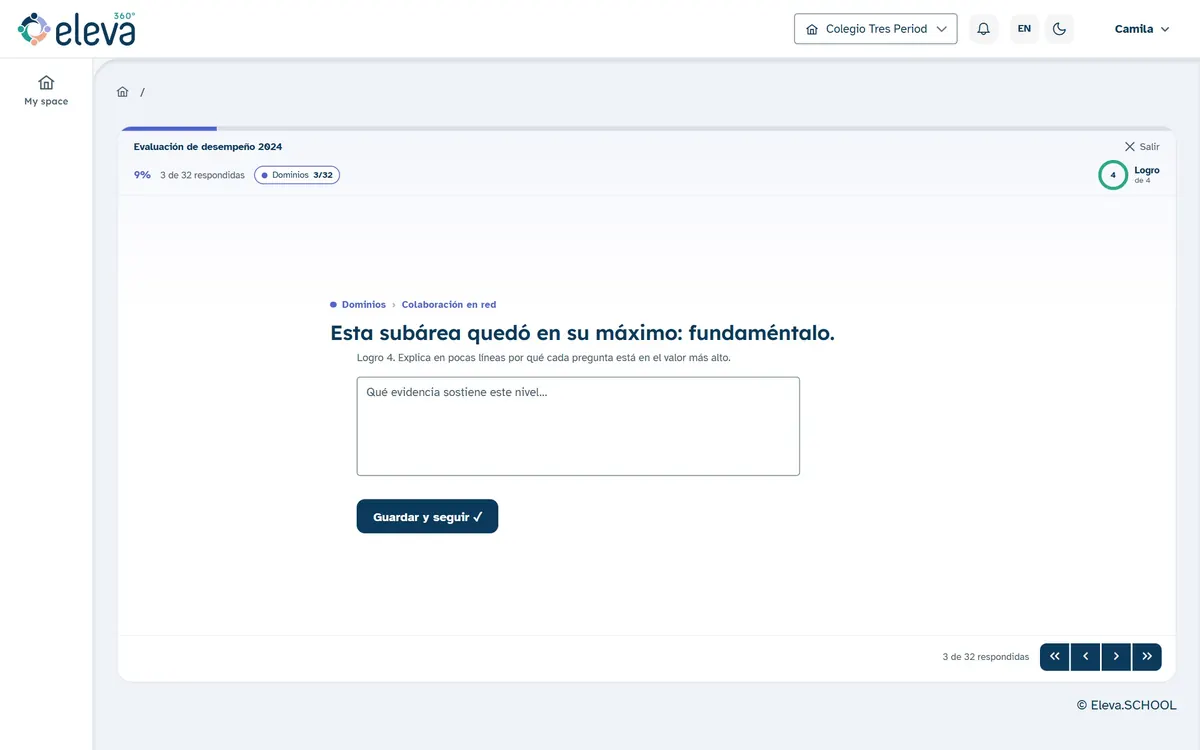 eleva 360°
Colegio Tres Period
EN
Camila
My space
/
Evaluación de desempeño 2024
Salir
9% 3 de 32 respondidas Dominios 3/32
4 Logro
de 4
Dominios › Colaboración en red
Esta subárea quedó en su máximo: fundaméntalo.
Logro 4. Explica en pocas líneas por qué cada pregunta está en el valor más alto.
Qué evidencia sostiene este nivel...
Guardar y seguir ✓
3 de 32 respondidas
© Eleva.SCHOOL